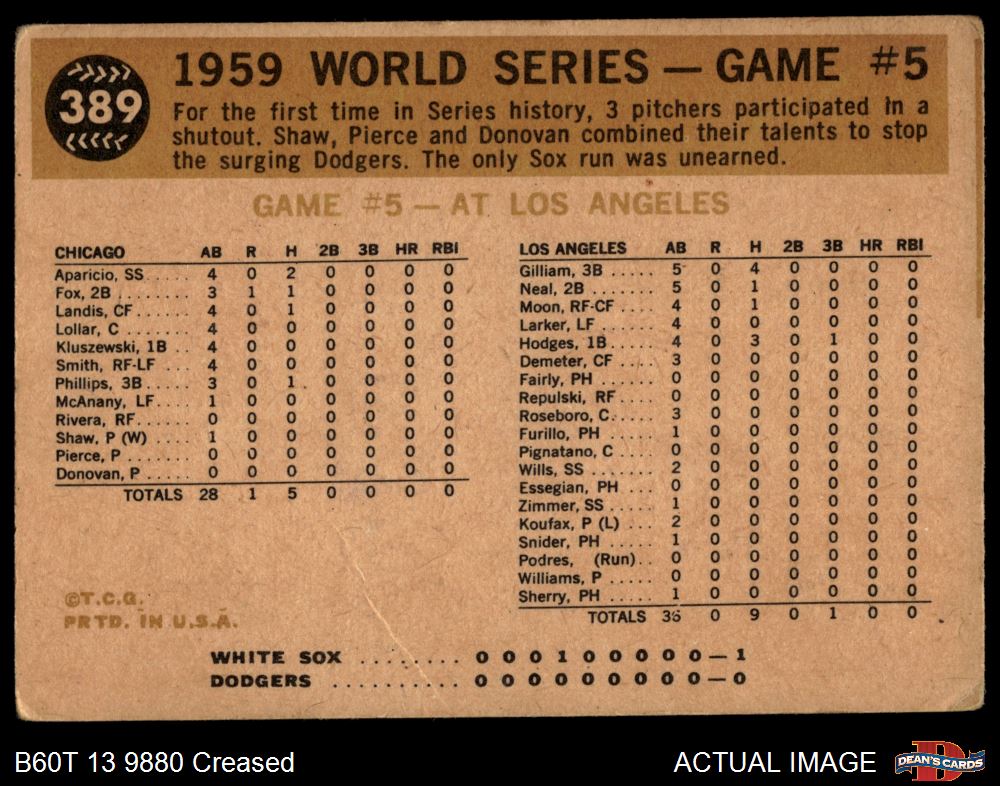 389
1959 WORLD SERIES — GAME #5
For the first time in Series history, 3 pitchers participated in a
shutout. Shaw, Pierce and Donovan combined their talents to stop
the surging Dodgers. The only Sox run was unearned.
GAME #5 — AT LOS ANGELES
CHICAGO AB R H 2B 3B HR RBI
Aparicio, SS..... 4 0 2 0 0 0 0
Fox, 2B ........ 3 1 1 0 0 0 0
Landis, CF..... 4 0 1 0 0 0 0
Lollar, C ....... 4 0 0 0 0 0 0
Kluszewski, 1B .. 4 0 0 0 0 0 0
Smith, RF-LF ... 4 0 0 0 0 0 0
Phillips, 3B..... 3 0 1 0 0 0 0
McAnany, LF.... 1 0 0 0 0 0 0
Rivera, RF...... 0 0 0 0 0 0 0
Shaw, P (W) .... 1 0 0 0 0 0 0
Pierce, P ....... 0 0 0 0 0 0 0
Donovan, P..... 0 0 0 0 0 0 0
TOTALS 28 1 5 0 0 0 0
LOS ANGELES AB R H 2B 3B HR RBI
Gilliam, 3B ..... 5 0 4 0 0 0 0
Neal, 2B ....... 5 0 1 0 0 0 0
Moon, RF-CF .... 4 0 1 0 0 0 0
Larker, LF ..... 4 0 0 0 0 0 0
Hodges, 1B..... 4 0 3 0 1 0 0
Demeter, CF .... 3 0 0 0 0 0 0
Fairly, PH ...... 0 0 0 0 0 0 0
Repulski, RF .... 0 0 0 0 0 0 0
Roseboro, C..... 3 0 0 0 0 0 0
Furillo, PH ..... 1 0 0 0 0 0 0
Pignatano, C .... 0 0 0 0 0 0 0
Wills, SS ....... 2 0 0 0 0 0 0
Essegian, PH ... 0 0 0 0 0 0 0
Zimmer, SS ..... 1 0 0 0 0 0 0
Koufax, P (L) ... 2 0 0 0 0 0 0
Snider, PH ..... 1 0 0 0 0 0 0
Podres, (Run).. 0 0 0 0 0 0 0
Williams, P ..... 0 0 0 0 0 0 0
Sherry, PH ..... 1 0 0 0 0 0 0
TOTALS 36 0 9 0 1 0 0
©T.C.G.
PRTD. IN U.S.A.
WHITE SOX ........ 0 0 0 1 0 0 0 0 0 — 1
DODGERS .......... 0 0 0 0 0 0 0 0 0 — 0
B60T 13 9880 Creased
ACTUAL IMAGE
DEAN'S CARDS